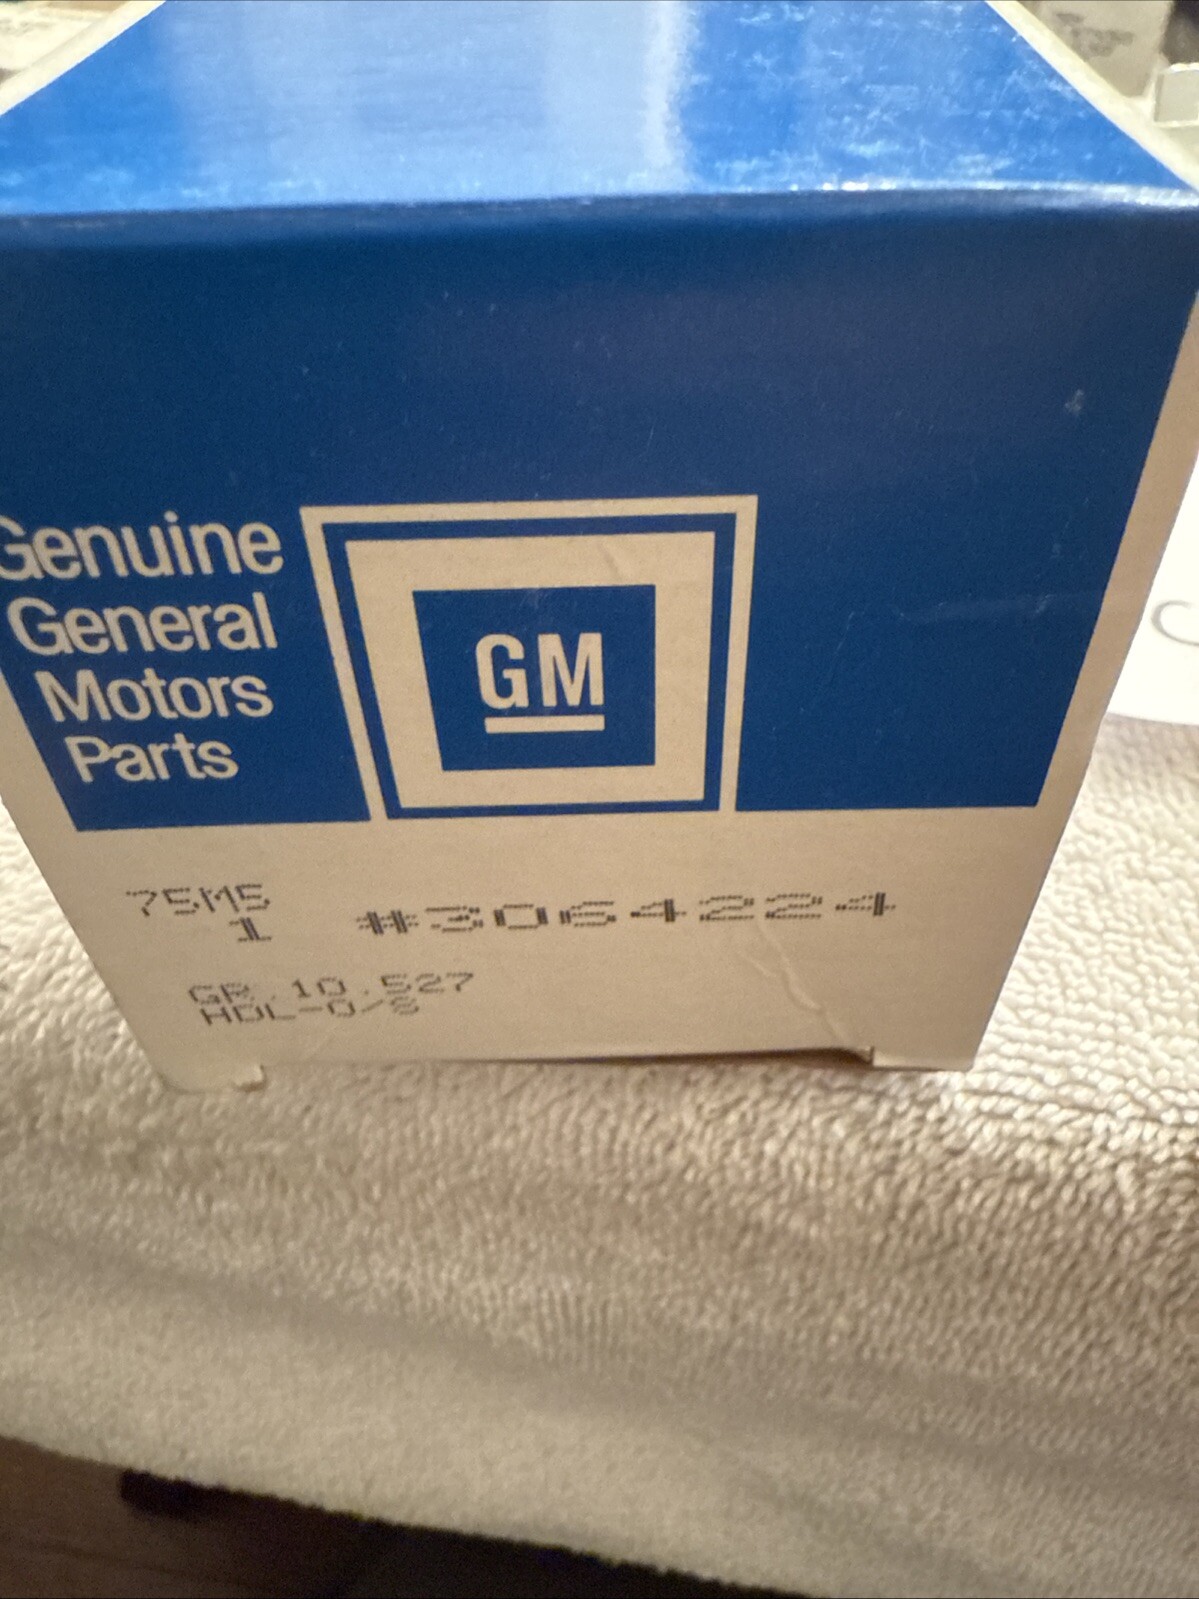 Genuine
General
Motors
Parts
GM
75M5
1 #3064224
GR.10.527
HDL-O/S